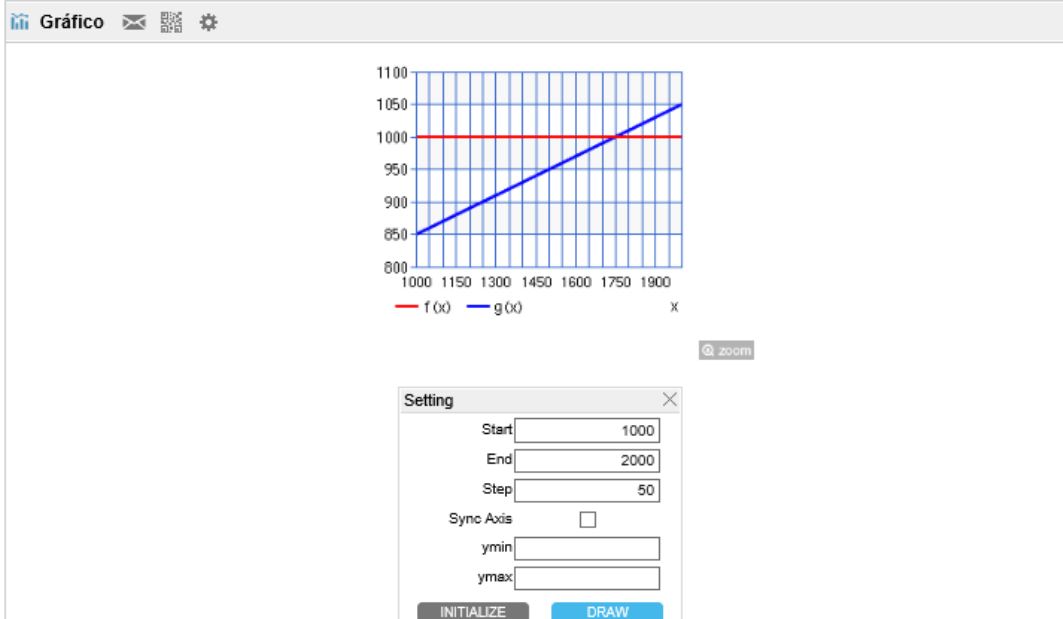 Gráfico
1100
1050
1000
950
900
850
800
1000 1150 1300 1450 1600 1750 1900
f(x) g(x) x
zoom
Setting
Start 1000
End 2000
Step 50
Sync Axis
ymin
ymax
INITIALIZE DRAW